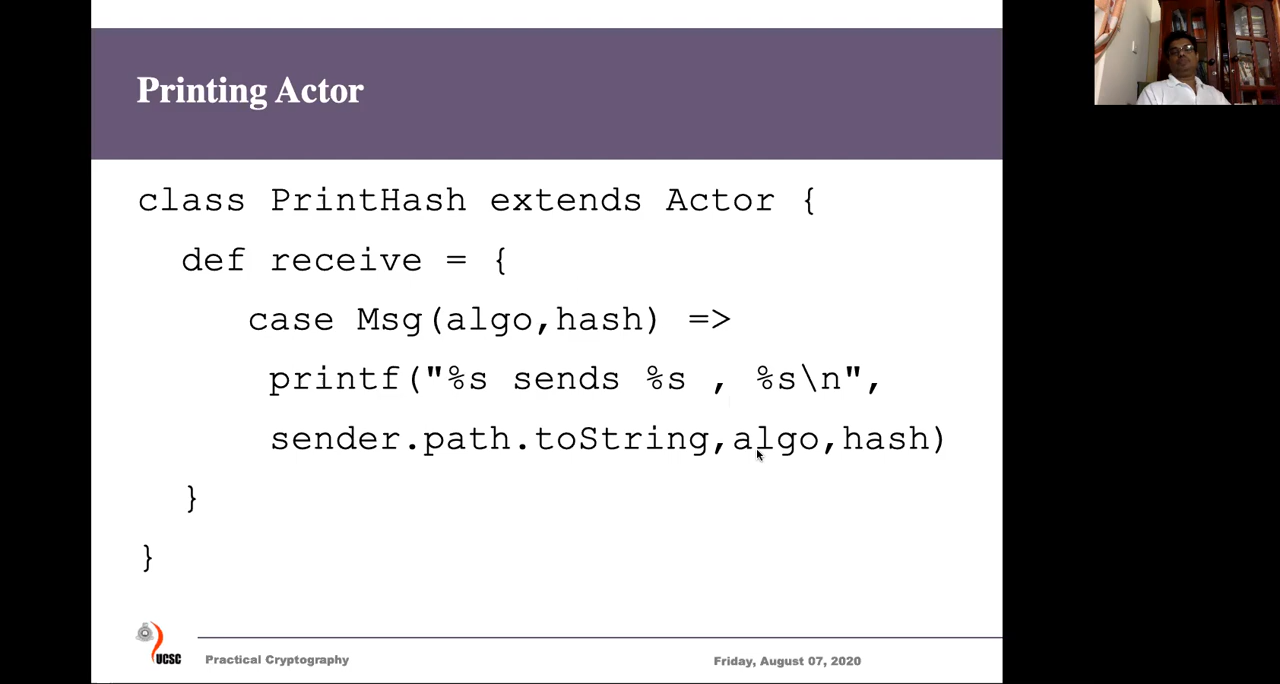 Printing Actor
class PrintHash extends Actor {
def receive = {
case Msg(algo,hash) =>
printf("%s sends %s , %s\n",
sender.path.toString,algo,hash)
}
}
UCSC
Practical Cryptography
Friday, August 07, 2020